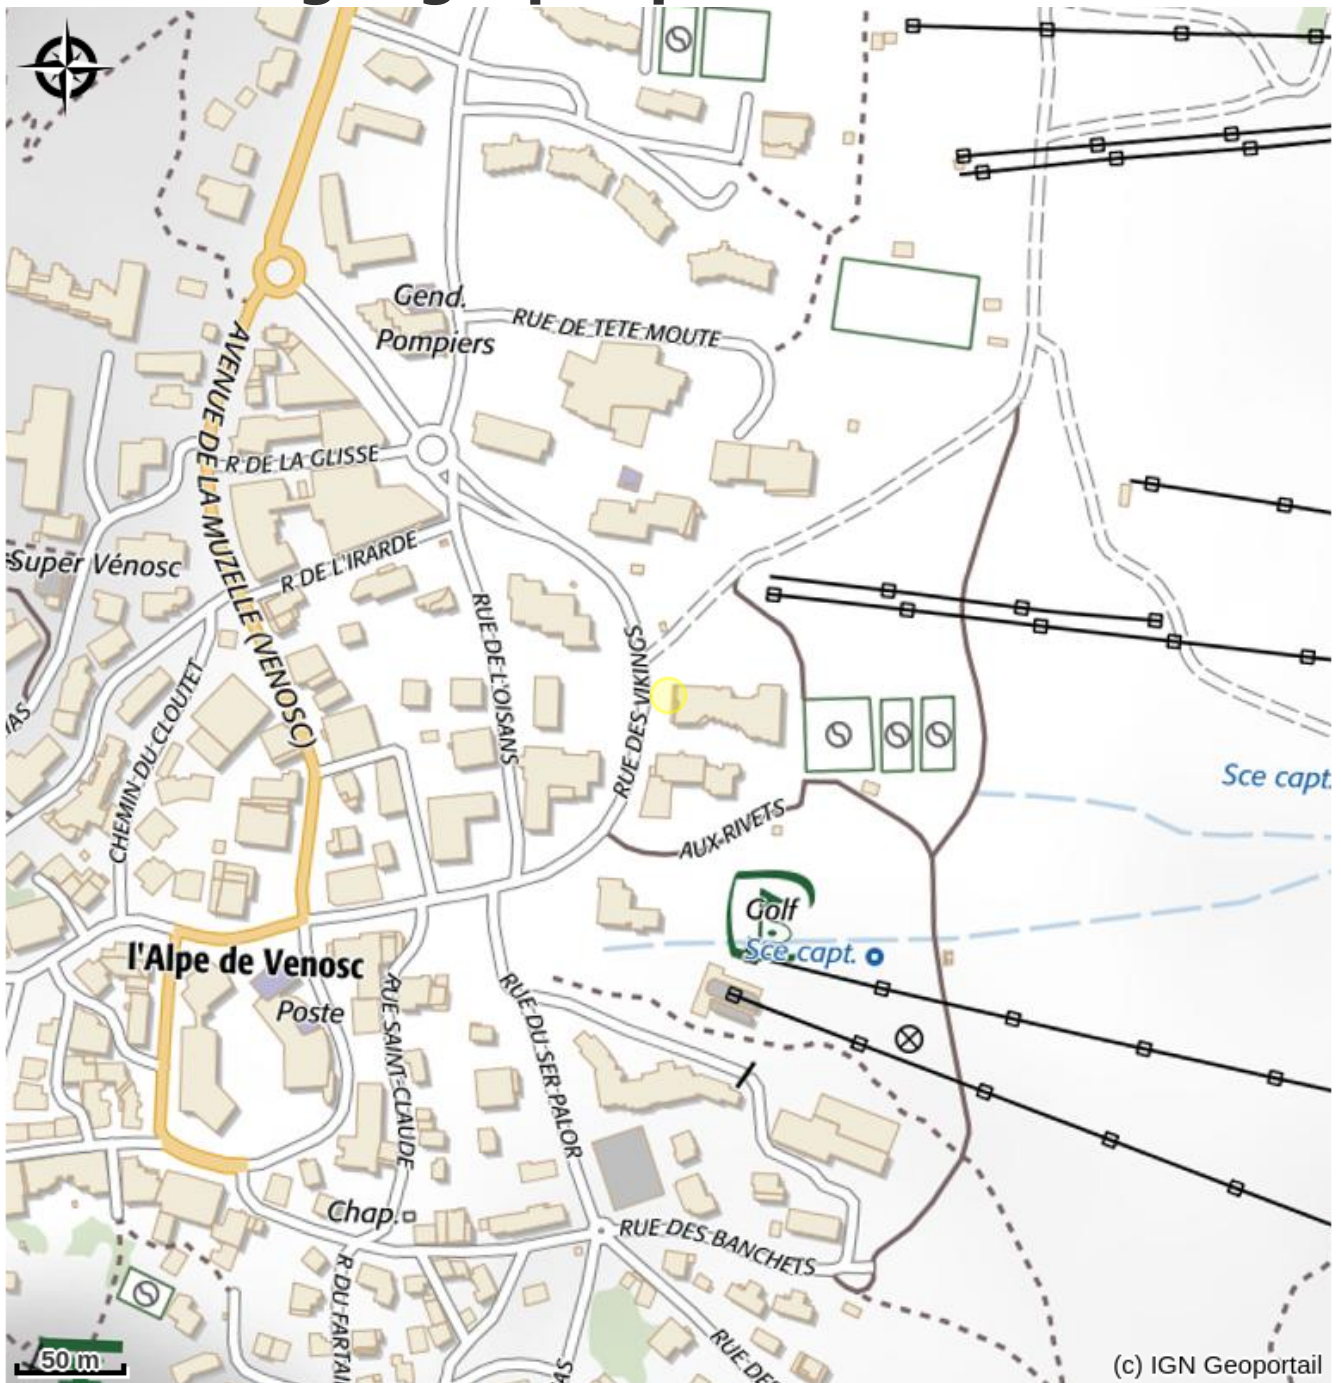 Gend.
Pompiers
RUE DE TETE MOUTE
AVENUE DE LA MUZELLE (VENOSC)
R DE LA GLISSE
R DE L'IRARDE
Super Vénosc
RUE DE L'OISANS
RUE DES VIKINGS
CHEMIN DU CLOUTET
AUX RIVETS
Sce capt.
Golf
Sce capt.
l'Alpe de Venosc
Poste
RUE SAINT-CLAUDE
RUE DU SER PALOR
Chap.
RUE DES BANCHETS
R DU FARTAI
RUE DES
50 m
(c) IGN Geoportail